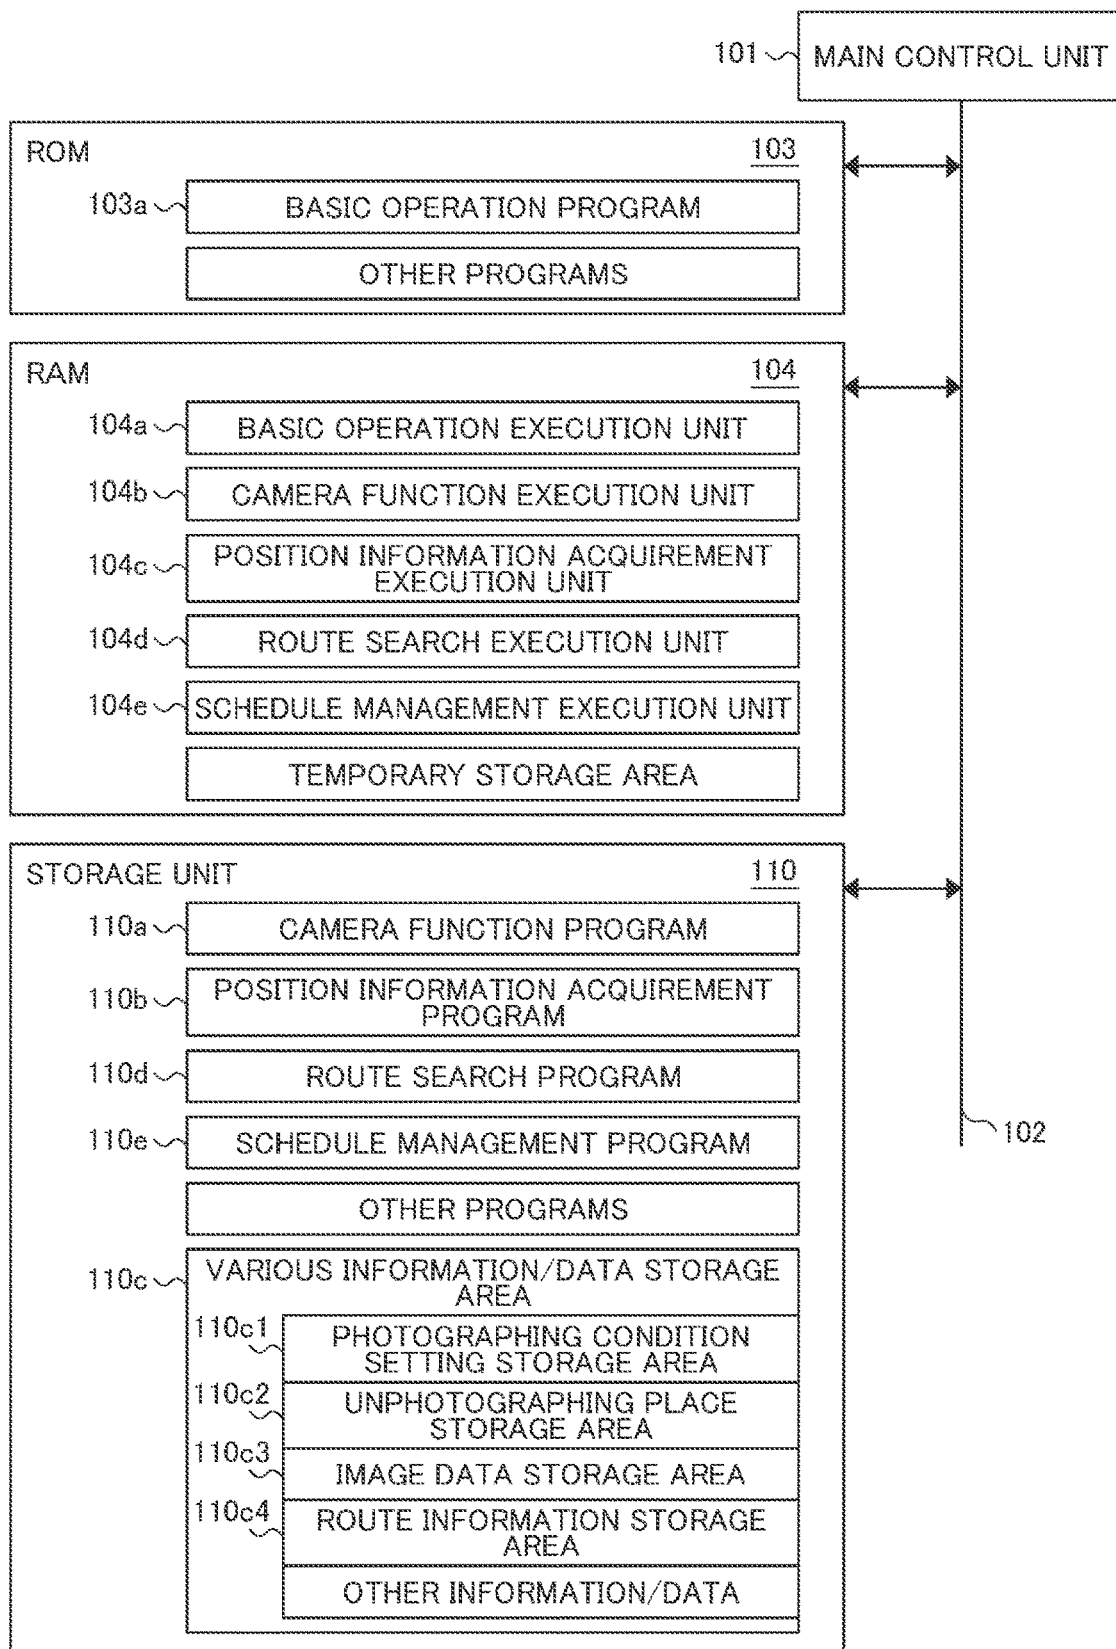 101 MAIN CONTROL UNIT
ROM 103
103a BASIC OPERATION PROGRAM
OTHER PROGRAMS
RAM 104
104a BASIC OPERATION EXECUTION UNIT
104b CAMERA FUNCTION EXECUTION UNIT
104c POSITION INFORMATION ACQUIREMENT
EXECUTION UNIT
104d ROUTE SEARCH EXECUTION UNIT
104e SCHEDULE MANAGEMENT EXECUTION UNIT
TEMPORARY STORAGE AREA
STORAGE UNIT 110
110a CAMERA FUNCTION PROGRAM
110b POSITION INFORMATION ACQUIREMENT
PROGRAM
110d ROUTE SEARCH PROGRAM
110e SCHEDULE MANAGEMENT PROGRAM
102
OTHER PROGRAMS
110c VARIOUS INFORMATION/DATA STORAGE
AREA
110c1 PHOTOGRAPHING CONDITION
SETTING STORAGE AREA
110c2 UNPHOTOGRAPHING PLACE
STORAGE AREA
110c3 IMAGE DATA STORAGE AREA
110c4 ROUTE INFORMATION STORAGE
AREA
OTHER INFORMATION/DATA